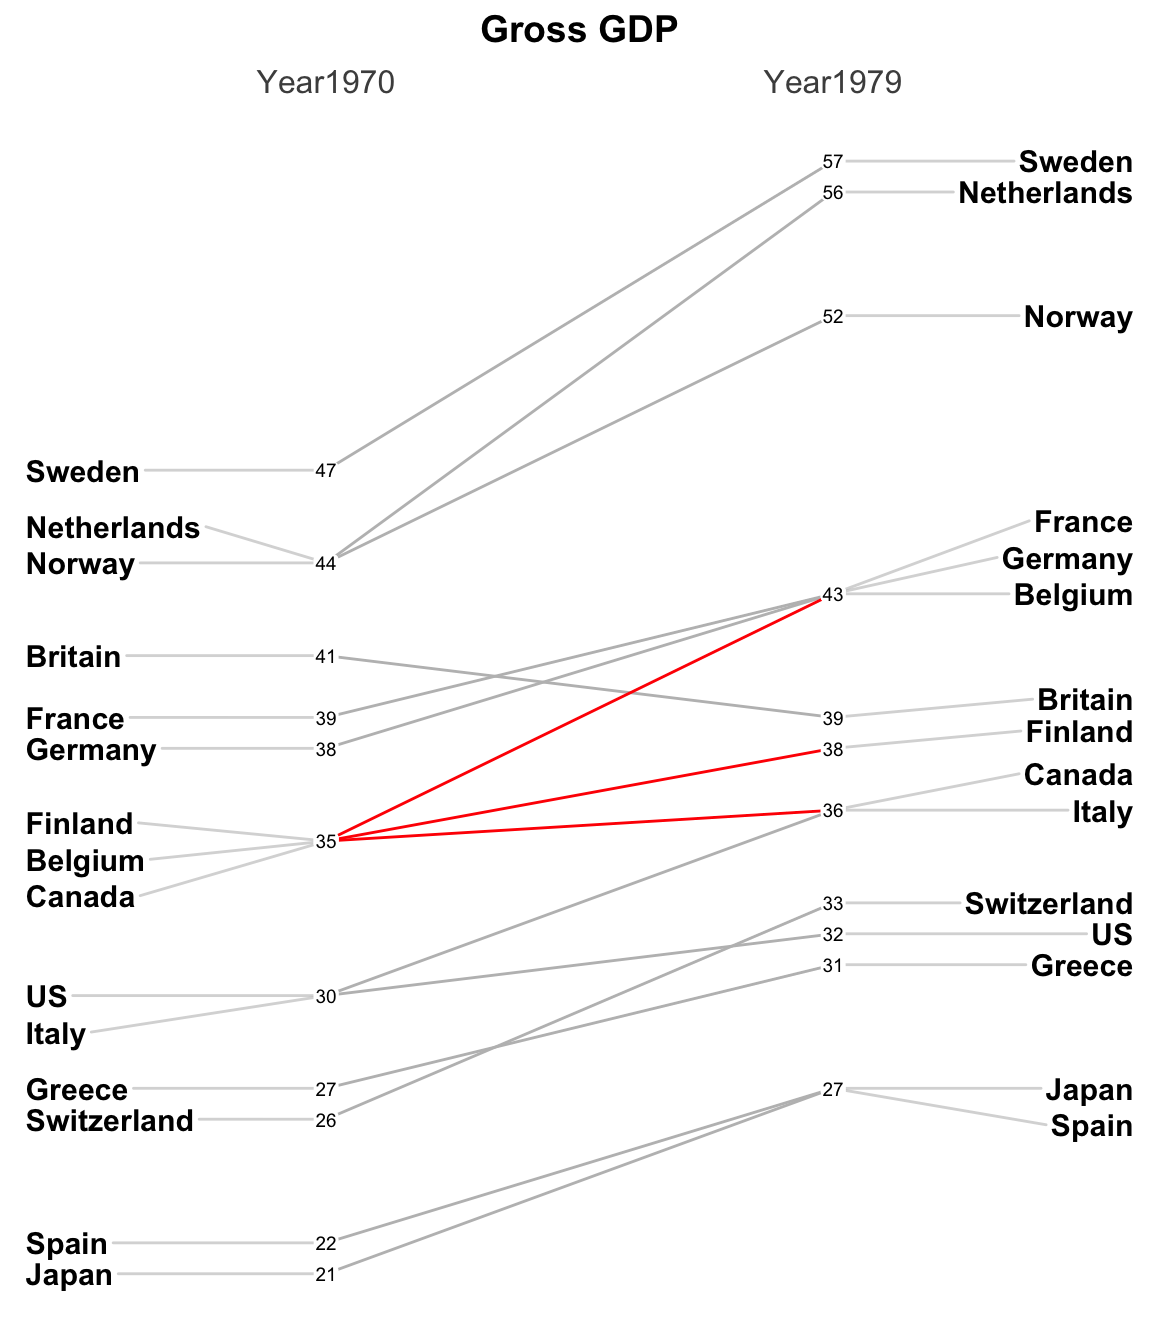 Gross GDP
Year1970 Year1979
57 Sweden
56 Netherlands
52 Norway
Sweden 47
France
Netherlands
Germany
Norway 44
43 Belgium
Britain 41
Britain
France 39
39
Finland
Germany 38
38
Canada
36 Italy
Finland
35
Belgium
Canada
33 Switzerland
32 US
31 Greece
US 30
Italy
Greece 27
27 Japan
Switzerland 26
Spain
Spain 22
Japan 21